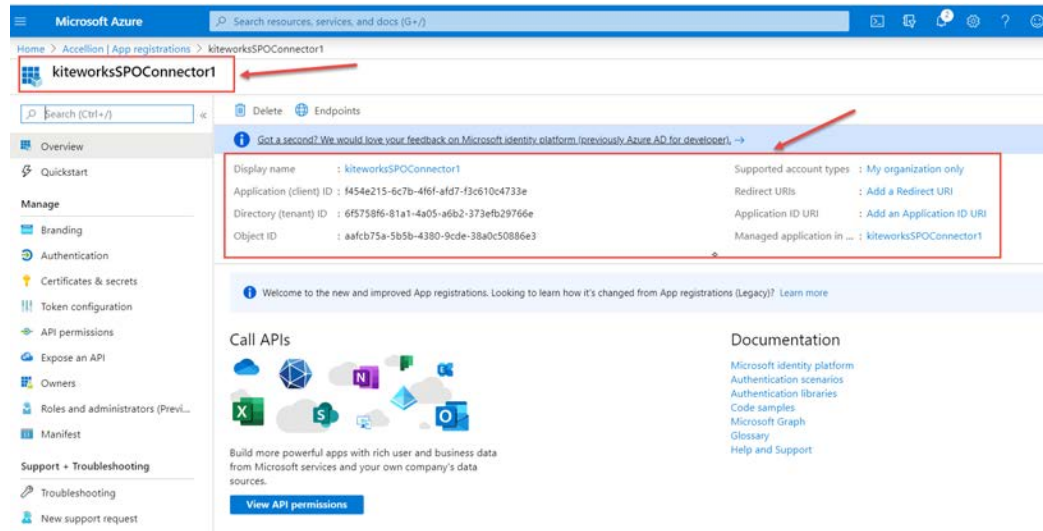 Microsoft Azure
Search resources, services, and docs (G+/)
2
Home > Accellion | App registrations > kiteworksSPOConnector1
kiteworksSPOConnector1
Search (Ctrl+/)
«
Delete
Endpoints
Got a second? We would love your feedback on Microsoft identity platform (previously Azure AD for developer). →
Overview
Quickstart
Manage
Branding
Authentication
Certificates & secrets
Token configuration
API permissions
Expose an API
Owners
Roles and administrators (Previ...
Manifest
Support + Troubleshooting
Troubleshooting
New support request
Display name : kiteworksSPOConnector1
Application (client) ID : f454e215-6c7b-4f6f-afd7-f3c610c4733e
Directory (tenant) ID : 6f5758f6-81a1-4a05-a6b2-373efb29766e
Object ID : aafcb75a-5b5b-4380-9cde-38a0c50886e3
Supported account types : My organization only
Redirect URIs : Add a Redirect URI
Application ID URI : Add an Application ID URI
Managed application in ... : kiteworksSPOConnector1
Welcome to the new and improved App registrations. Looking to learn how it's changed from App registrations (Legacy)? Learn more
Call APIs
Build more powerful apps with rich user and business data
from Microsoft services and your own company's data
sources.
View API permissions
Documentation
Microsoft identity platform
Authentication scenarios
Authentication libraries
Code samples
Microsoft Graph
Glossary
Help and Support